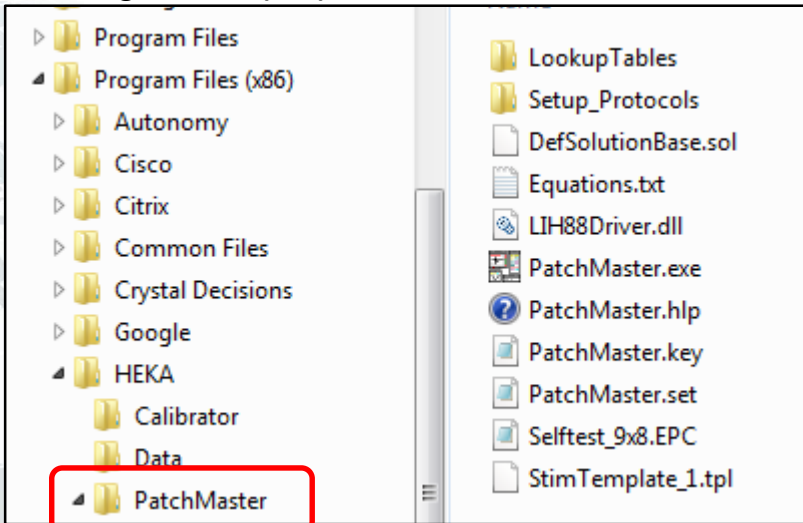 Program Files
Program Files (x86)
Autonomy
Cisco
Citrix
Common Files
Crystal Decisions
Google
HEKA
Calibrator
Data
PatchMaster
LookupTables
Setup_Protocols
DefSolutionBase.sol
Equations.txt
LIH88Driver.dll
PatchMaster.exe
PatchMaster.hlp
PatchMaster.key
PatchMaster.set
Selftest_9x8.EPC
StimTemplate_1.tpl